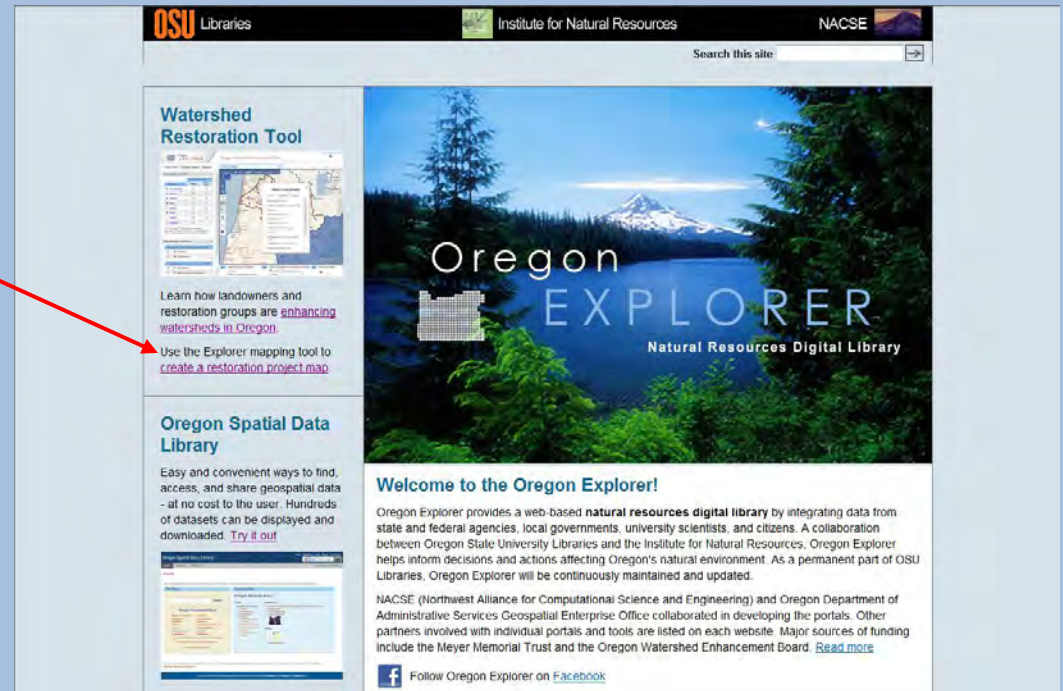 OSU Libraries
Institute for Natural Resources
NACSE
Search this site
Watershed
Restoration Tool
Learn how landowners and
restoration groups are enhancing
watersheds in Oregon.
Use the Explorer mapping tool to
create a restoration project map
Oregon Spatial Data
Library
Easy and convenient ways to find,
access, and share geospatial data
- at no cost to the user. Hundreds
of datasets can be displayed and
downloaded. Try it out
Oregon
EXPLORER
Natural Resources Digital Library
Welcome to the Oregon Explorer!
Oregon Explorer provides a web-based natural resources digital library by integrating data from
state and federal agencies, local governments, university scientists, and citizens. A collaboration
between Oregon State University Libraries and the Institute for Natural Resources, Oregon Explorer
helps inform decisions and actions affecting Oregon's natural environment. As a permanent part of OSU
Libraries, Oregon Explorer will be continuously maintained and updated.
NACSE (Northwest Alliance for Computational Science and Engineering) and Oregon Department of
Administrative Services Geospatial Enterprise Office collaborated in developing the portals. Other
partners involved with individual portals and tools are listed on each website. Major sources of funding
include the Meyer Memorial Trust and the Oregon Watershed Enhancement Board. Read more
Follow Oregon Explorer on Facebook